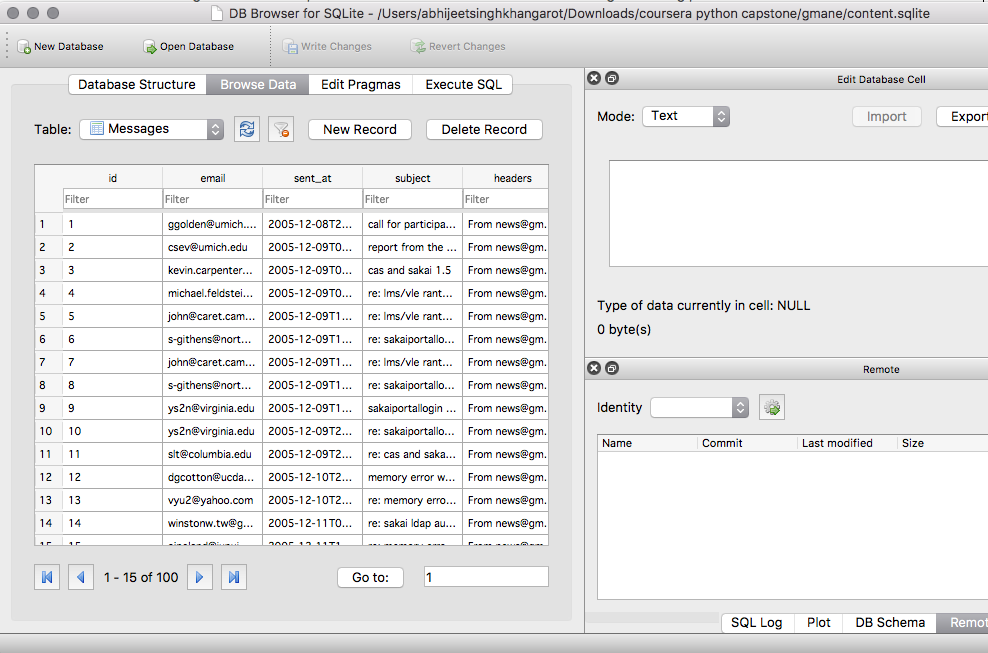 DB Browser for SQLite - /Users/abhijeetsinghkhangarot/Downloads/coursera python capstone/gmane/content.sqlite
New Database Open Database Write Changes Revert Changes
Database Structure Browse Data Edit Pragmas Execute SQL
Table: Messages New Record Delete Record
id email sent_at subject headers
Filter Filter Filter Filter Filter
1 1 ggolden@umich.... 2005-12-08T2... call for participa... From news@gm.
2 2 csev@umich.edu 2005-12-09T0... report from the ... From news@gm.
3 3 kevin.carpenter... 2005-12-09T0... cas and sakai 1.5 From news@gm.
4 4 michael.feldstei... 2005-12-09T0... re: lms/vle rant... From news@gm.
5 5 john@caret.cam... 2005-12-09T1... re: lms/vle rant... From news@gm.
6 6 s-githens@nort... 2005-12-09T1... re: sakaiportallo... From news@gm.
7 7 john@caret.cam... 2005-12-09T1... re: lms/vle rant... From news@gm.
8 8 s-githens@nort... 2005-12-09T1... re: sakaiportallo... From news@gm.
9 9 ys2n@virginia.edu 2005-12-09T1... sakaiportallogin ... From news@gm.
10 10 ys2n@virginia.edu 2005-12-09T2... re: sakaiportallo... From news@gm.
11 11 slt@columbia.edu 2005-12-09T2... re: cas and saka... From news@gm.
12 12 dgcotton@ucda... 2005-12-10T2... memory error w... From news@gm.
13 13 vyu2@yahoo.com 2005-12-10T2... re: memory erro... From news@gm.
14 14 winstonw.tw@g... 2005-12-11T0... re: sakai ldap au... From news@gm.
1 - 15 of 100 Go to: 1
Edit Database Cell
Mode: Text Import Export
Type of data currently in cell: NULL
0 byte(s)
Remote
Identity
Name Commit Last modified Size
SQL Log Plot DB Schema Remot